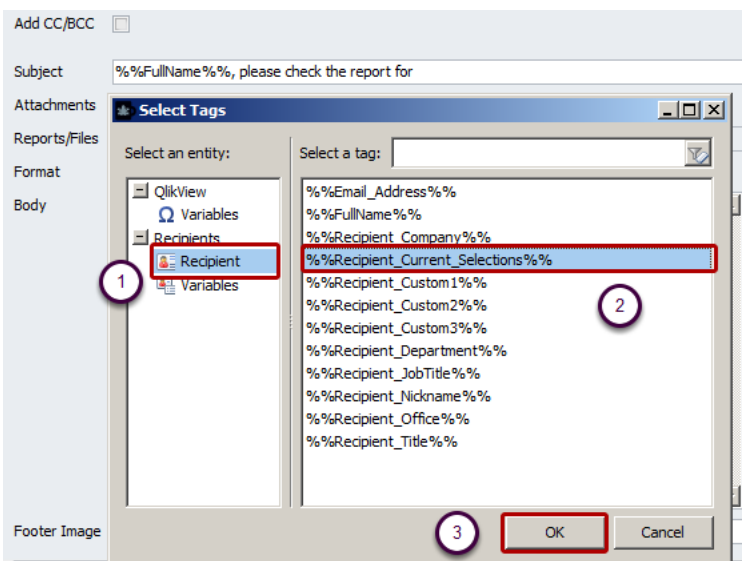 Add CC/BCC
Subject %%FullName%%, please check the report for
Attachments
Select Tags
Reports/Files
Select an entity: Select a tag:
Format
Body
QlikView
Variables
Recipients
Recipient
Variables
1
%%Email_Address%%
%%FullName%%
%%Recipient_Company%%
%%Recipient_Current_Selections%%
%%Recipient_Custom1%%
%%Recipient_Custom2%%
%%Recipient_Custom3%%
%%Recipient_Department%%
%%Recipient_JobTitle%%
%%Recipient_Nickname%%
%%Recipient_Office%%
%%Recipient_Title%%
2
Footer Image
3
OK Cancel